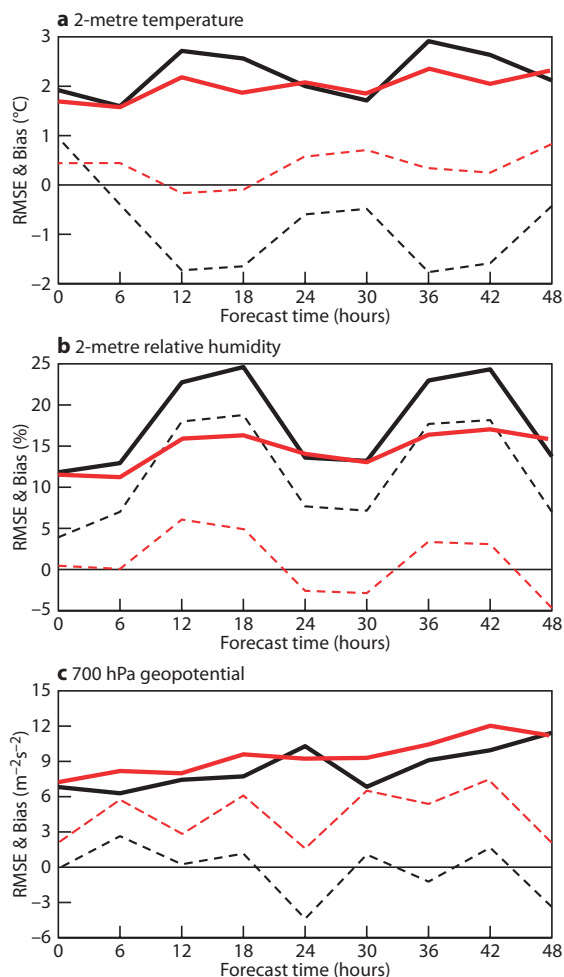 a 2-metre temperature
3
2
1
0
−1
−2
RMSE & Bias (°C)
0 6 12 18 24 30 36 42 48
Forecast time (hours)
b 2-metre relative humidity
25
20
15
10
5
0
−5
RMSE & Bias (%)
0 6 12 18 24 30 36 42 48
Forecast time (hours)
c 700 hPa geopotential
15
12
9
6
3
0
−3
−6
RMSE & Bias (m⁻²s⁻²)
0 6 12 18 24 30 36 42 48
Forecast time (hours)